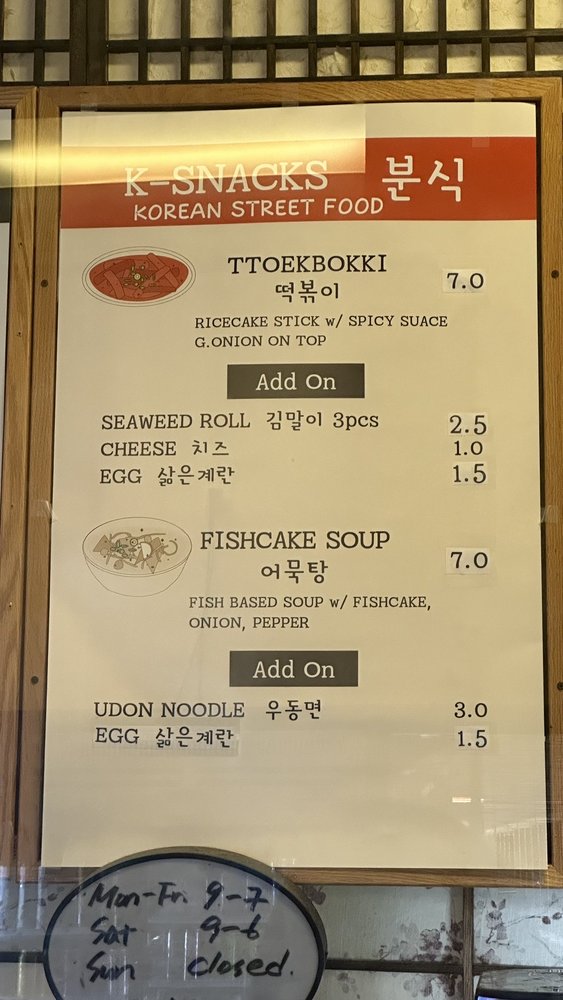 K-SNACKS 분식
KOREAN STREET FOOD
TTOEKBOKKI 7.0
떡볶이
RICECAKE STICK w/ SPICY SUACE
G.ONION ON TOP
Add On
SEAWEED ROLL 김말이 3pcs 2.5
CHEESE 치즈 1.0
EGG 삶은계란 1.5
FISHCAKE SOUP 7.0
어묵탕
FISH BASED SOUP w/ FISHCAKE,
ONION, PEPPER
Add On
UDON NOODLE 우동면 3.0
EGG 삶은계란 1.5
Mon-Fri 9-7
Sat 9-6
Sun closed.